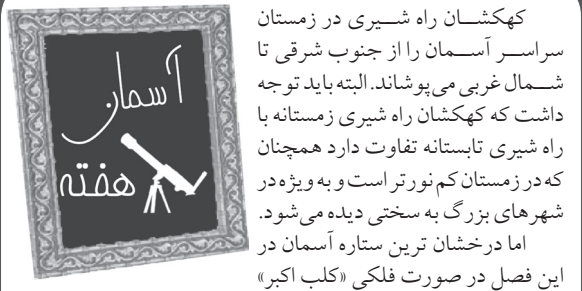 کهکشان راه شیری در زمستان
سراسر آسمان را از جنوب شرقی تا
شمال غربی می‌پوشاند. البته باید توجه
داشت که کهکشان راه شیری زمستانه با
راه شیری تابستانه تفاوت دارد همچنان
که در زمستان کم نورتر است و به ویژه در
شهرهای بزرگ به سختی دیده می‌شود.
اما درخشان ترین ستاره آسمان در
این فصل در صورت فلکی «کلب اکبر»
آسمان
هفته